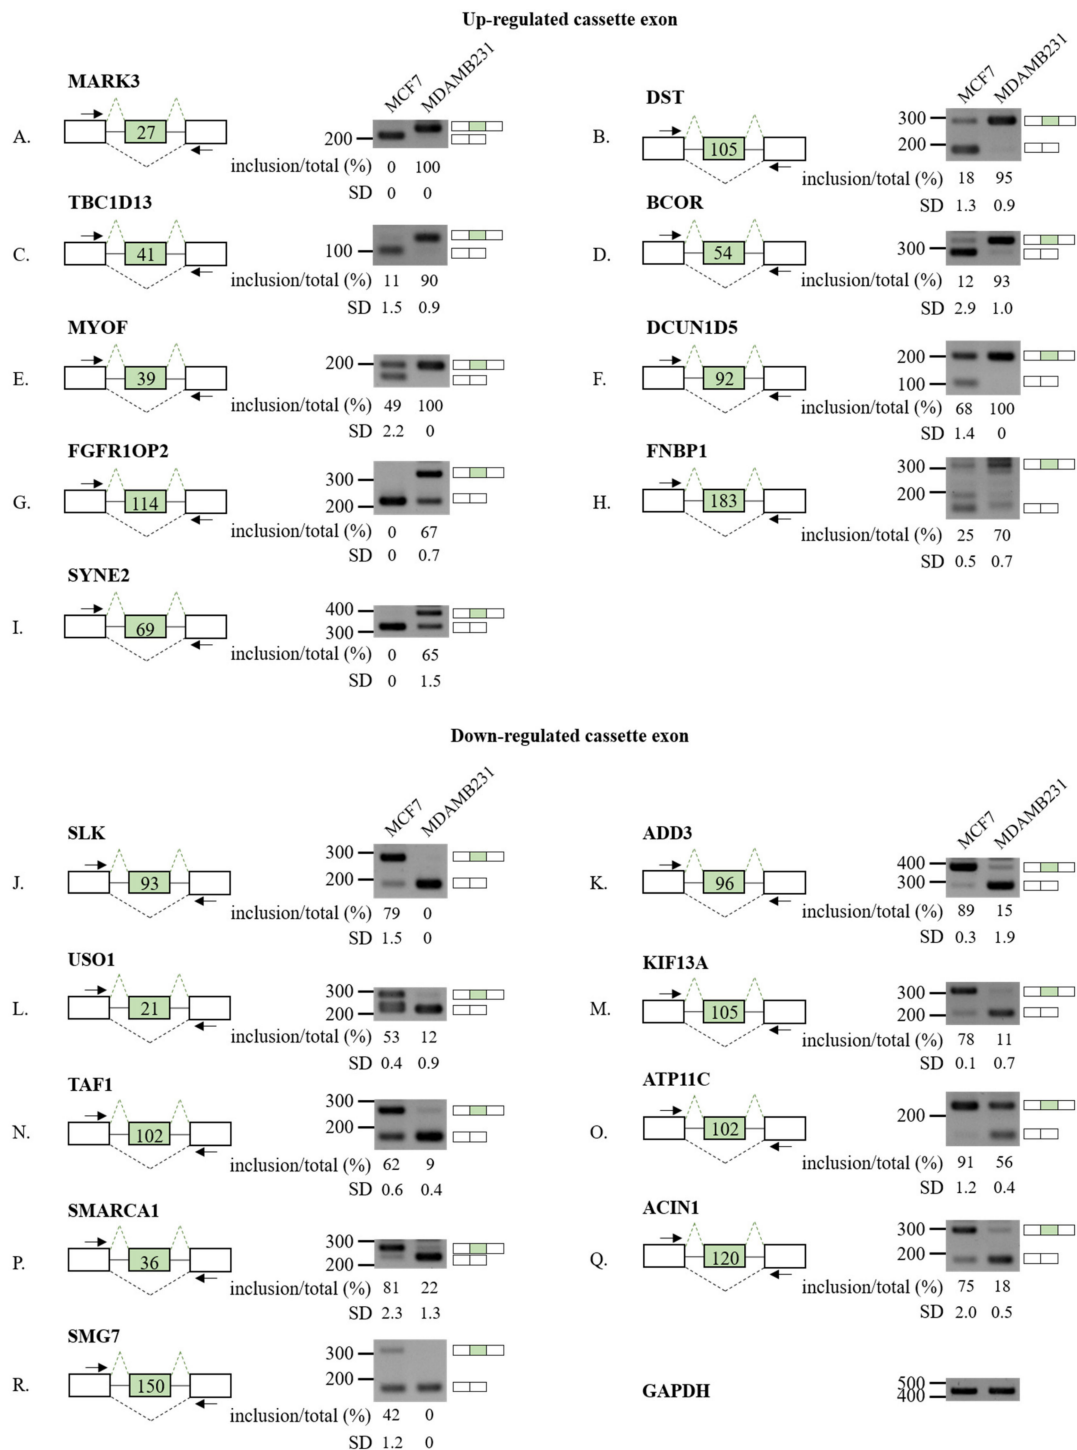 Up-regulated cassette exon
MCF7
MDAMB231
MARK3
A.
27
200
inclusion/total (%) 0 100
SD 0 0
MCF7
MDAMB231
DST
B.
105
300
200
inclusion/total (%) 18 95
SD 1.3 0.9
TBC1D13
C.
41
100
inclusion/total (%) 11 90
SD 1.5 0.9
BCOR
D.
54
300
inclusion/total (%) 12 93
SD 2.9 1.0
MYOF
E.
39
200
inclusion/total (%) 49 100
SD 2.2 0
DCUN1D5
F.
92
200
100
inclusion/total (%) 68 100
SD 1.4 0
FGFR1OP2
G.
114
300
200
inclusion/total (%) 0 67
SD 0 0.7
FNBP1
H.
183
300
200
inclusion/total (%) 25 70
SD 0.5 0.7
SYNE2
I.
69
400
300
inclusion/total (%) 0 65
SD 0 1.5
Down-regulated cassette exon
MCF7
MDAMB231
SLK
J.
93
300
200
inclusion/total (%) 79 0
SD 1.5 0
MCF7
MDAMB231
ADD3
K.
96
400
300
inclusion/total (%) 89 15
SD 0.3 1.9
USO1
L.
21
300
200
inclusion/total (%) 53 12
SD 0.4 0.9
KIF13A
M.
105
300
200
inclusion/total (%) 78 11
SD 0.1 0.7
TAF1
N.
102
300
200
inclusion/total (%) 62 9
SD 0.6 0.4
ATP11C
O.
102
200
inclusion/total (%) 91 56
SD 1.2 0.4
SMARCA1
P.
36
300
200
inclusion/total (%) 81 22
SD 2.3 1.3
ACIN1
Q.
120
300
200
inclusion/total (%) 75 18
SD 2.0 0.5
SMG7
R.
150
300
200
inclusion/total (%) 42 0
SD 1.2 0
GAPDH
500
400